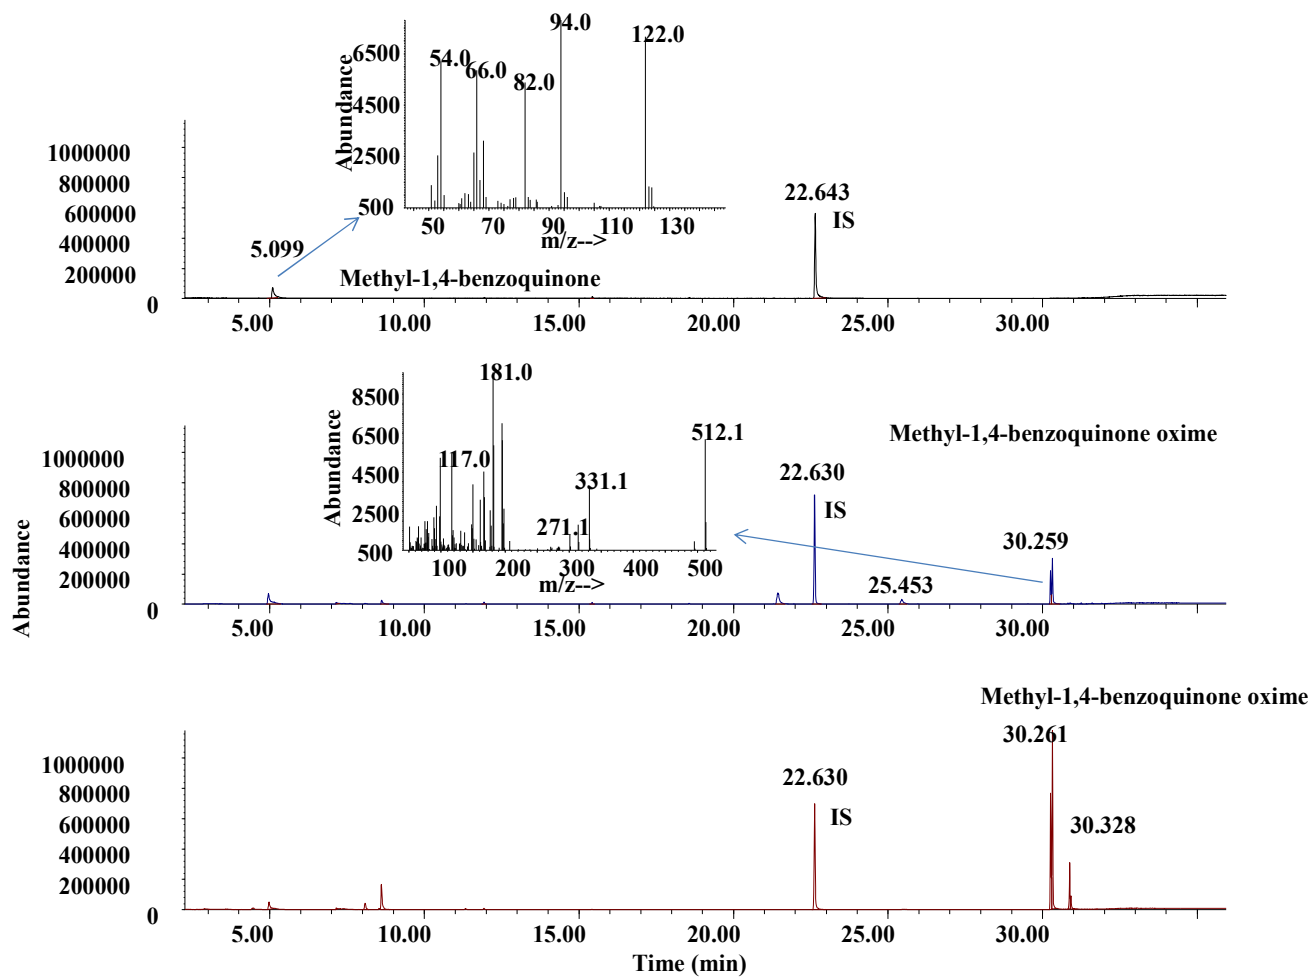 94.0
122.0
54.0
66.0
82.0
6500
4500
2500
500
Abundance
50 70 90 110 130
m/z-->
1000000
800000
600000
400000
200000
0
5.099
Methyl-1,4-benzoquinone
22.643
IS
5.00 10.00 15.00 20.00 25.00 30.00
181.0
117.0
512.1
331.1
271.1
8500
6500
4500
2500
500
Abundance
100 200 300 400 500
m/z-->
Methyl-1,4-benzoquinone oxime
1000000
800000
600000
400000
200000
0
22.630
IS
25.453
30.259
5.00 10.00 15.00 20.00 25.00 30.00
Abundance
Methyl-1,4-benzoquinone oxime
30.261
1000000
800000
600000
400000
200000
0
22.630
IS
30.328
5.00 10.00 15.00 20.00 25.00 30.00
Time (min)